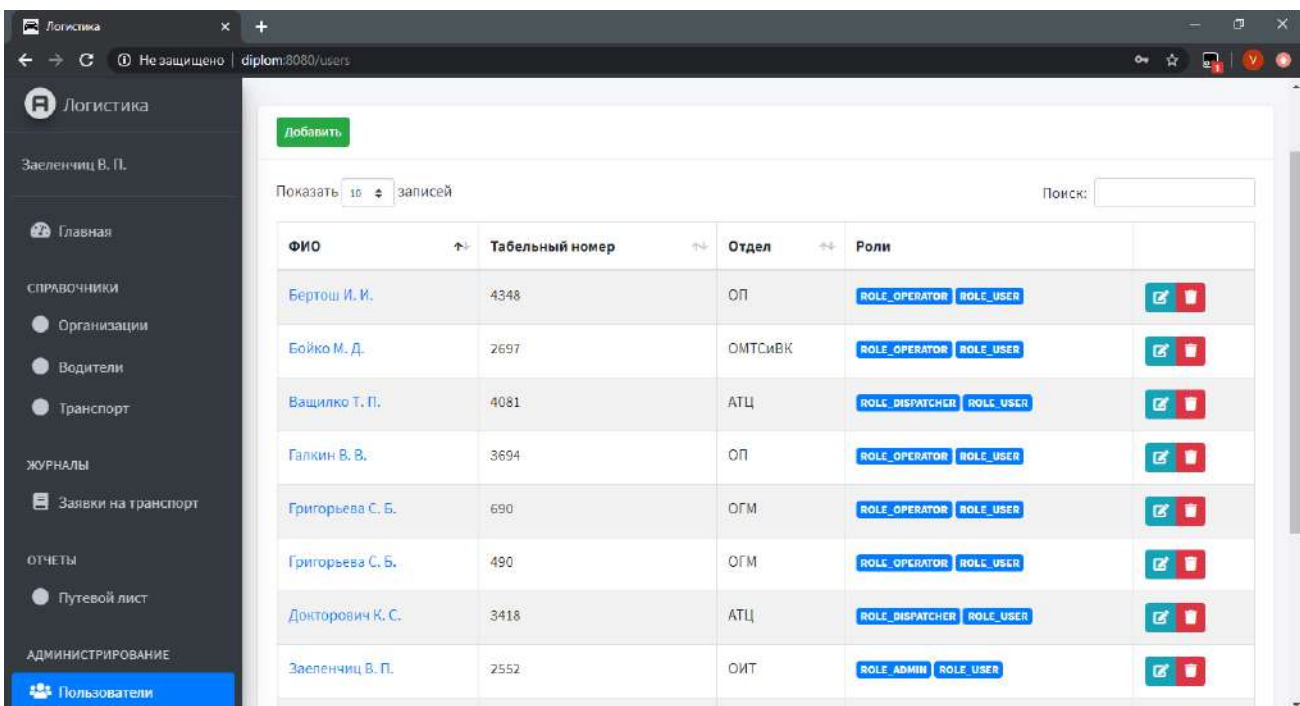 Логистика
Не защищено | diplom:8080/users
Логистика
Заеленчиц В. П.
Главная
СПРАВОЧНИКИ
Организации
Водители
Транспорт
ЖУРНАЛЫ
Заявки на транспорт
ОТЧЕТЫ
Путевой лист
АДМИНИСТРИРОВАНИЕ
Пользователи
Добавить
Показать 10 записей
Поиск:
ФИО Табельный номер Отдел Роли
Бертош И. И. 4348 ОП ROLE_OPERATOR ROLE_USER
Бойко М. Д. 2697 ОМТСиВК ROLE_OPERATOR ROLE_USER
Ващилко Т. П. 4081 АТЦ ROLE_DISPATCHER ROLE_USER
Галкин В. В. 3694 ОП ROLE_OPERATOR ROLE_USER
Григорьева С. Б. 690 ОГМ ROLE_OPERATOR ROLE_USER
Григорьева С. Б. 490 ОГМ ROLE_OPERATOR ROLE_USER
Докторович К. С. 3418 АТЦ ROLE_DISPATCHER ROLE_USER
Заеленчиц В. П. 2552 ОИТ ROLE_ADMIN ROLE_USER